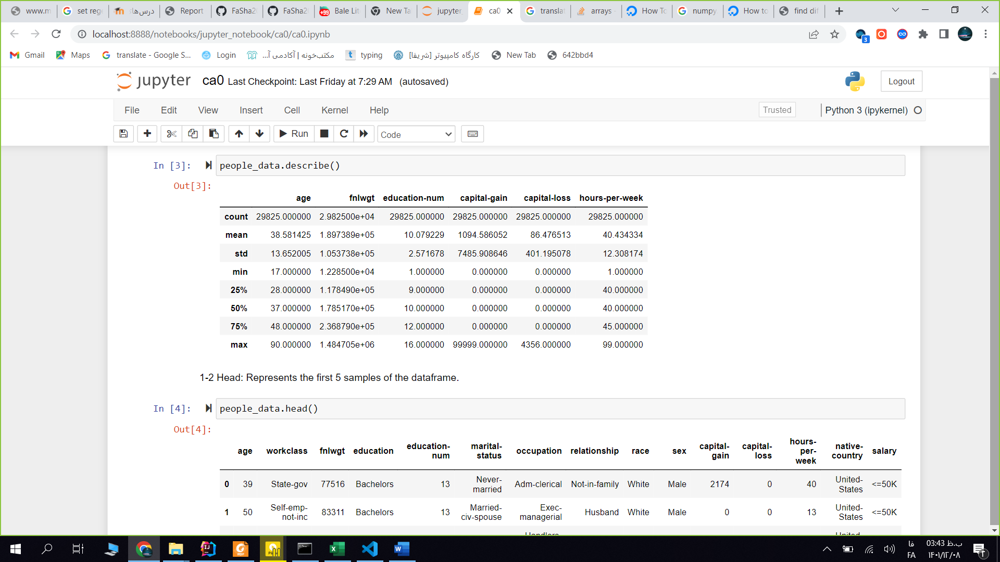 www.m
set rege
درس‌ها
Report
FaSha2
FaSha2
Bale Lit
New Ta
jupyter
ca0
translat
arrays -
How To
numpy
How to
find dif
localhost:8888/notebooks/jupyter_notebook/ca0/ca0.ipynb
3
Gmail
Maps
translate - Google S...
Login
مکتب‌خونه | آکادمی آ...
typing
کارگاه کامپیوتر [شریفا]
New Tab
642bbd4
jupyter ca0 Last Checkpoint: Last Friday at 7:29 AM (autosaved)
Logout
File Edit View Insert Cell Kernel Help
Trusted
Python 3 (ipykernel)
Run
Code
In [3]: people_data.describe()
Out[3]:
age fnlwgt education-num capital-gain capital-loss hours-per-week
count 29825.000000 2.982500e+04 29825.000000 29825.000000 29825.000000 29825.000000
mean 38.581425 1.897389e+05 10.079229 1094.586052 86.476513 40.434334
std 13.652005 1.053738e+05 2.571678 7485.908646 401.195078 12.308174
min 17.000000 1.228500e+04 1.000000 0.000000 0.000000 1.000000
25% 28.000000 1.178490e+05 9.000000 0.000000 0.000000 40.000000
50% 37.000000 1.785170e+05 10.000000 0.000000 0.000000 40.000000
75% 48.000000 2.368790e+05 12.000000 0.000000 0.000000 45.000000
max 90.000000 1.484705e+06 16.000000 99999.000000 4356.000000 99.000000
1-2 Head: Represents the first 5 samples of the dataframe.
In [4]: people_data.head()
Out[4]:
age workclass fnlwgt education education-num marital-status occupation relationship race sex capital-gain capital-loss hours-per-week native-country salary
0 39 State-gov 77516 Bachelors 13 Never-married Adm-clerical Not-in-family White Male 2174 0 40 United-States <=50K
1 50 Self-emp-not-inc 83311 Bachelors 13 Married-civ-spouse Exec-managerial Husband White Male 0 0 13 United-States <=50K
Handlers-
United-
فا
FA
03:43 ب.ظ
۱۴۰۱/۱۲/۰۸
۲